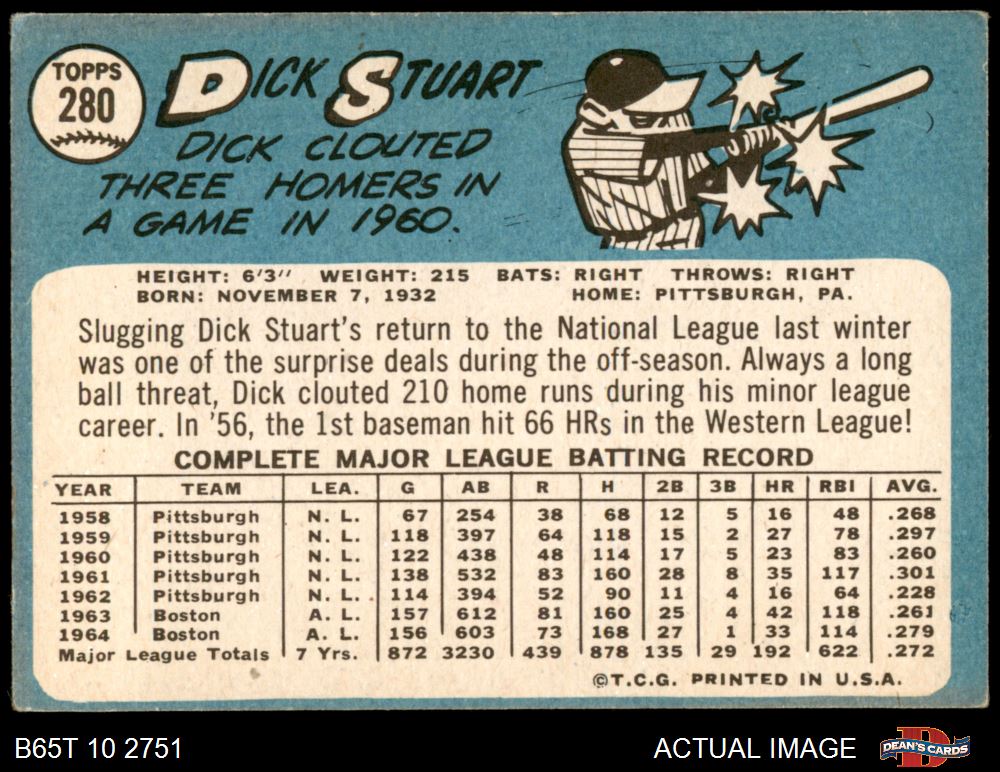 TOPPS
280
DICK STUART
DICK CLOUTED
THREE HOMERS IN
A GAME IN 1960.
HEIGHT: 6'3" WEIGHT: 215 BATS: RIGHT THROWS: RIGHT
BORN: NOVEMBER 7, 1932 HOME: PITTSBURGH, PA.
Slugging Dick Stuart's return to the National League last winter
was one of the surprise deals during the off-season. Always a long
ball threat, Dick clouted 210 home runs during his minor league
career. In '56, the 1st baseman hit 66 HRs in the Western League!
COMPLETE MAJOR LEAGUE BATTING RECORD
YEAR TEAM LEA. G AB R H 2B 3B HR RBI AVG.
1958 Pittsburgh N. L. 67 254 38 68 12 5 16 48 .268
1959 Pittsburgh N. L. 118 397 64 118 15 2 27 78 .297
1960 Pittsburgh N. L. 122 438 48 114 17 5 23 83 .260
1961 Pittsburgh N. L. 138 532 83 160 28 8 35 117 .301
1962 Pittsburgh N. L. 114 394 52 90 11 4 16 64 .228
1963 Boston A. L. 157 612 81 160 25 4 42 118 .261
1964 Boston A. L. 156 603 73 168 27 1 33 114 .279
Major League Totals 7 Yrs. 872 3230 439 878 135 29 192 622 .272
©T.C.G. PRINTED IN U.S.A.
B65T 10 2751 ACTUAL IMAGE D DEAN'S CARDS